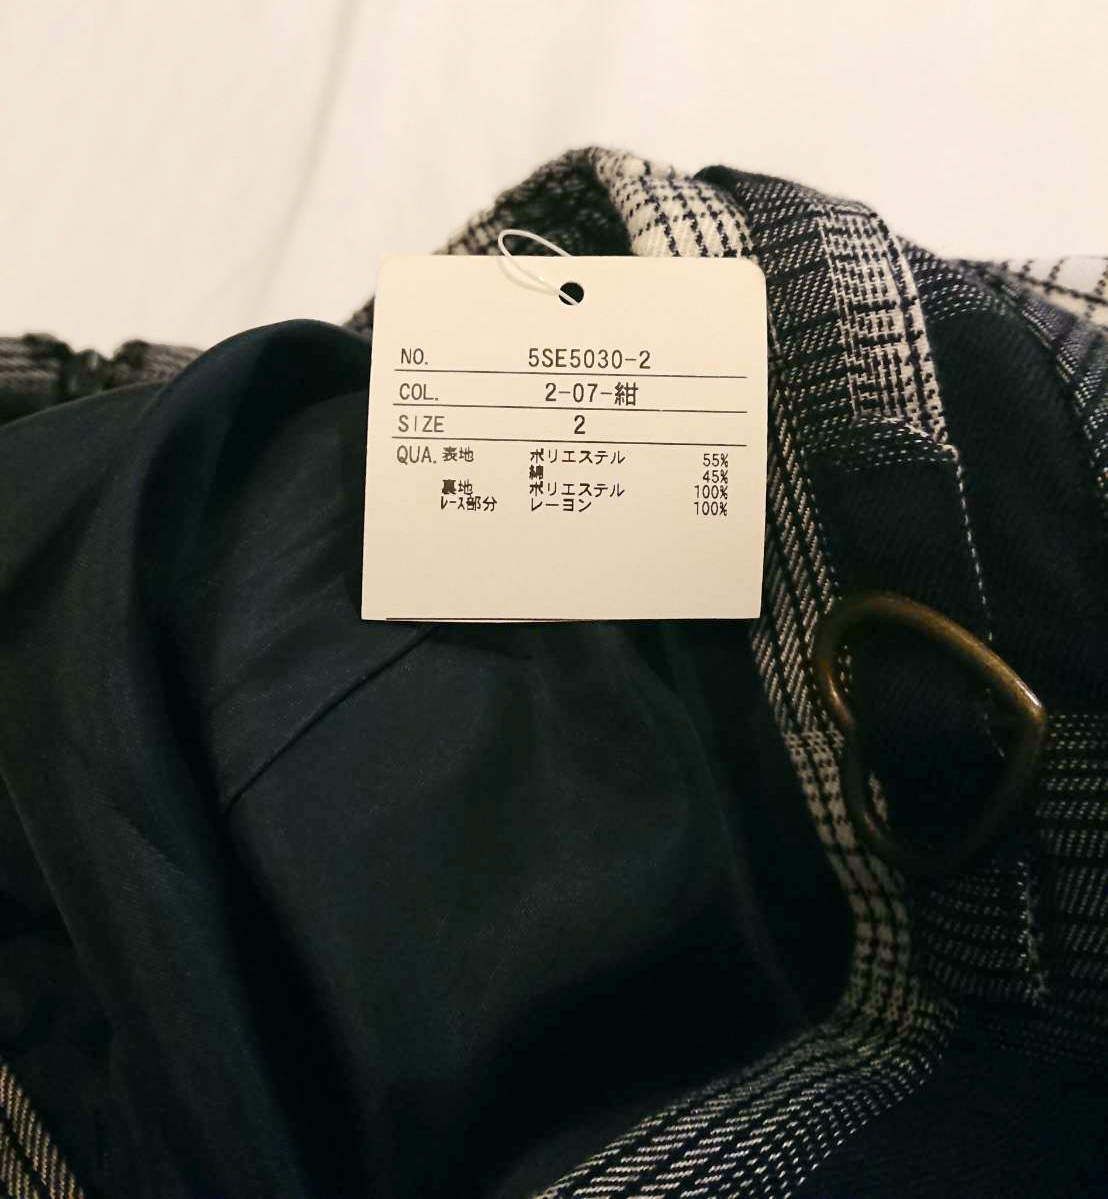 NO. 5SE5030-2
COL. 2-07-紺
SIZE 2
QUA. 表地 ポリエステル 55%
綿 45%
裏地 ポリエステル 100%
レース部分 レーヨン 100%